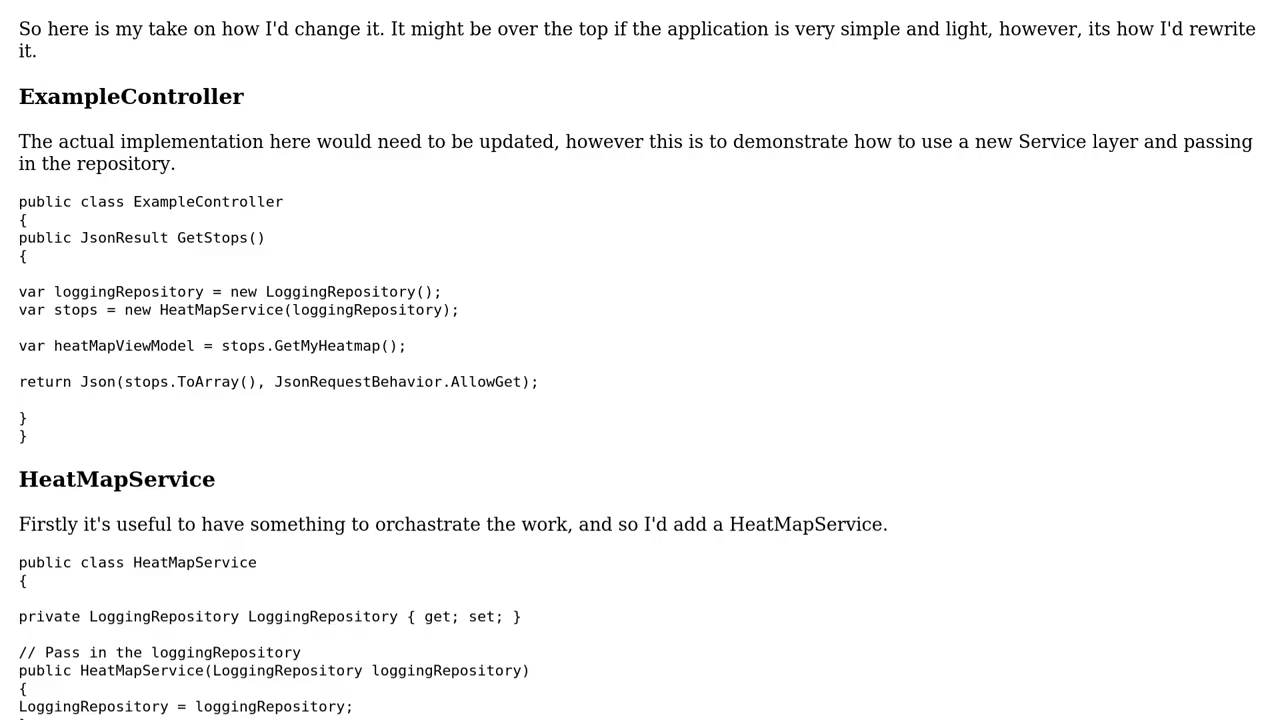 So here is my take on how I'd change it. It might be over the top if the application is very simple and light, however, its how I'd rewrite
it.
ExampleController
The actual implementation here would need to be updated, however this is to demonstrate how to use a new Service layer and passing
in the repository.
public class ExampleController
{
public JsonResult GetStops()
{
var loggingRepository = new LoggingRepository();
var stops = new HeatMapService(loggingRepository);
var heatMapViewModel = stops.GetMyHeatmap();
return Json(stops.ToArray(), JsonRequestBehavior.AllowGet);
}
}
HeatMapService
Firstly it's useful to have something to orchastrate the work, and so I'd add a HeatMapService.
public class HeatMapService
{
private LoggingRepository LoggingRepository { get; set; }
// Pass in the loggingRepository
public HeatMapService(LoggingRepository loggingRepository)
{
LoggingRepository = loggingRepository;